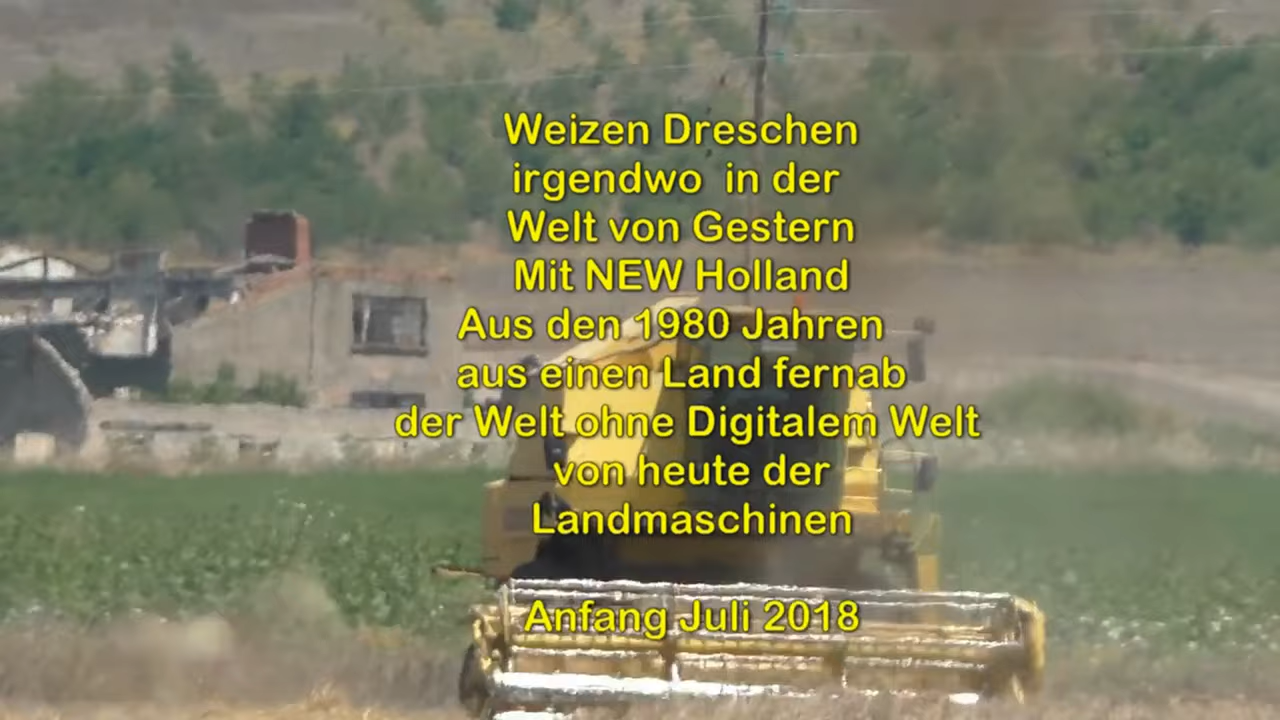 Weizen Dreschen
irgendwo  in der
Welt von Gestern
Mit NEW Holland
Aus den 1980 Jahren
aus einen Land fernab
der Welt ohne Digitalem Welt
von heute der
Landmaschinen
Anfang Juli 2018